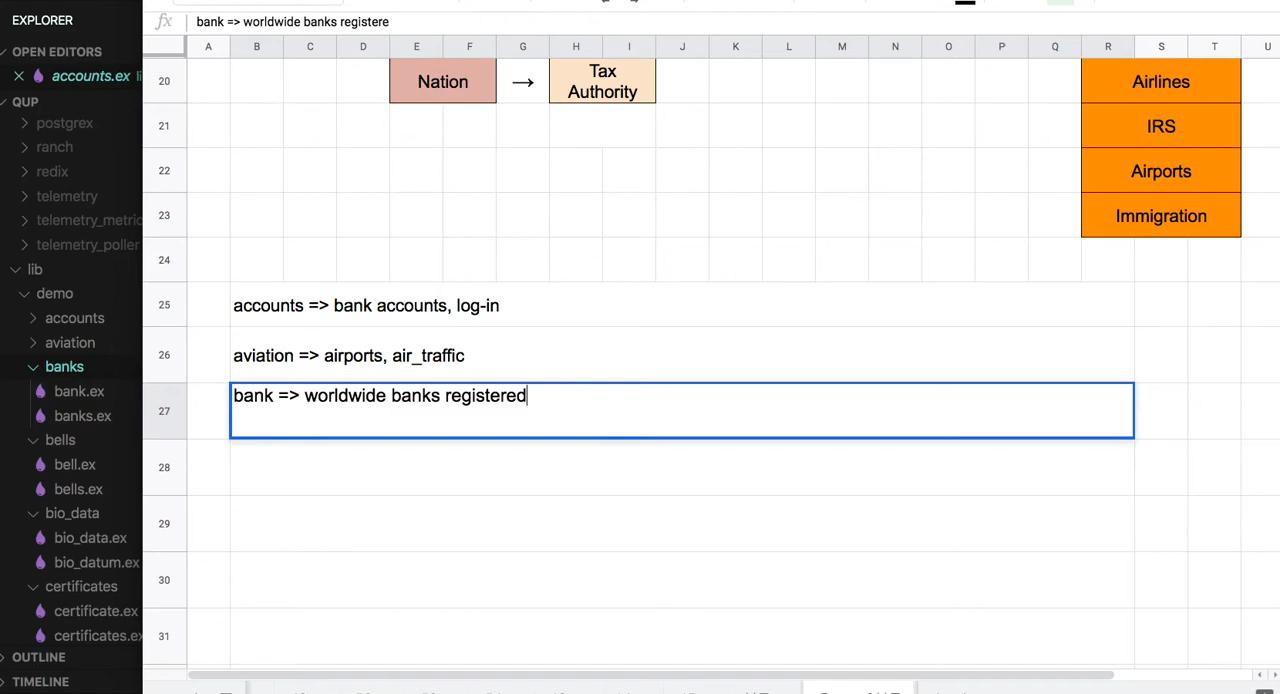 EXPLORER
OPEN EDITORS
accounts.ex
QUP
postgrex
ranch
redix
telemetry
telemetry_metric
telemetry_poller
lib
demo
accounts
aviation
banks
bank.ex
banks.ex
bells
bell.ex
bells.ex
bio_data
bio_data.ex
bio_datum.ex
certificates
certificate.ex
certificates.ex
OUTLINE
TIMELINE
fx bank => worldwide banks registere
A B C D E F G H I J K L M N O P Q R S T U
20 Nation → Tax Authority Airlines
21 IRS
22 Airports
23 Immigration
24
25 accounts => bank accounts, log-in
26 aviation => airports, air_traffic
27 bank => worldwide banks registered
28
29
30
31